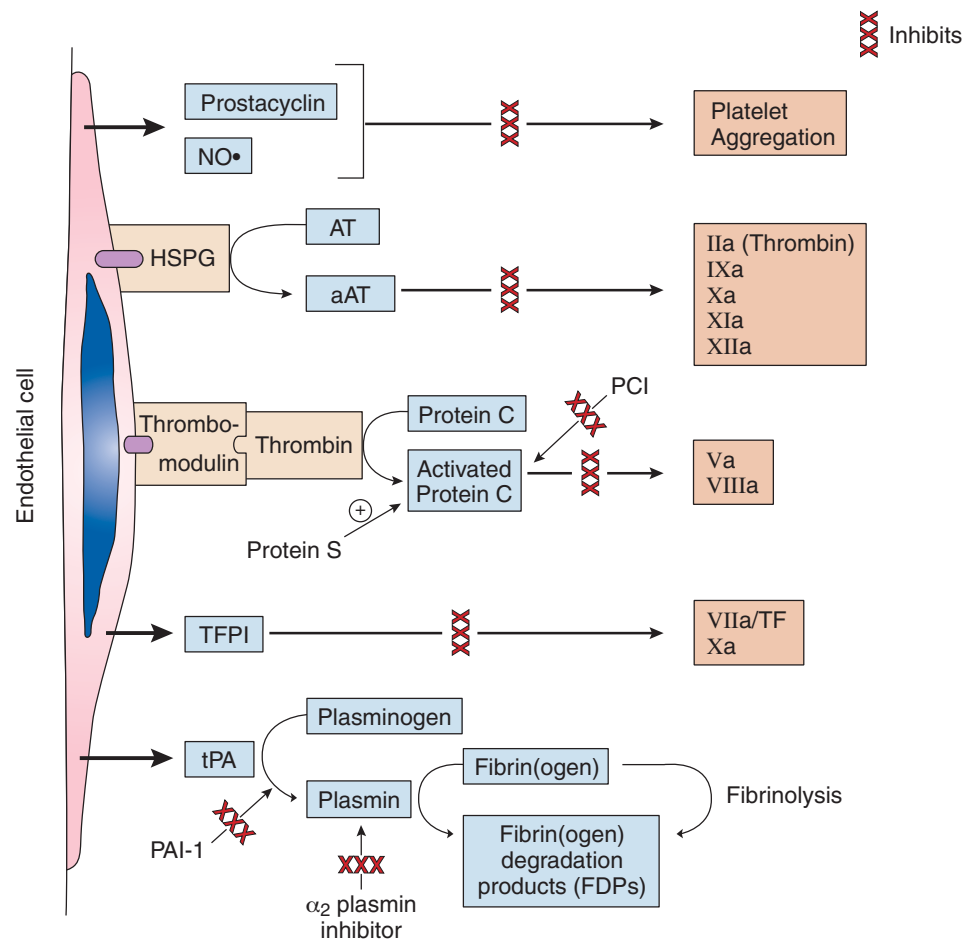 Inhibits
Endothelial cell
Prostacyclin
NO•
Platelet
Aggregation
HSPG
AT
aAT
IIa (Thrombin)
IXa
Xa
XIa
XIIa
Thrombo-
modulin
Thrombin
Protein C
Activated
Protein C
PCI
+
Protein S
Va
VIIIa
TFPI
VIIa/TF
Xa
tPA
Plasminogen
Plasmin
PAI-1
α2 plasmin
inhibitor
Fibrin(ogen)
Fibrinolysis
Fibrin(ogen)
degradation
products (FDPs)